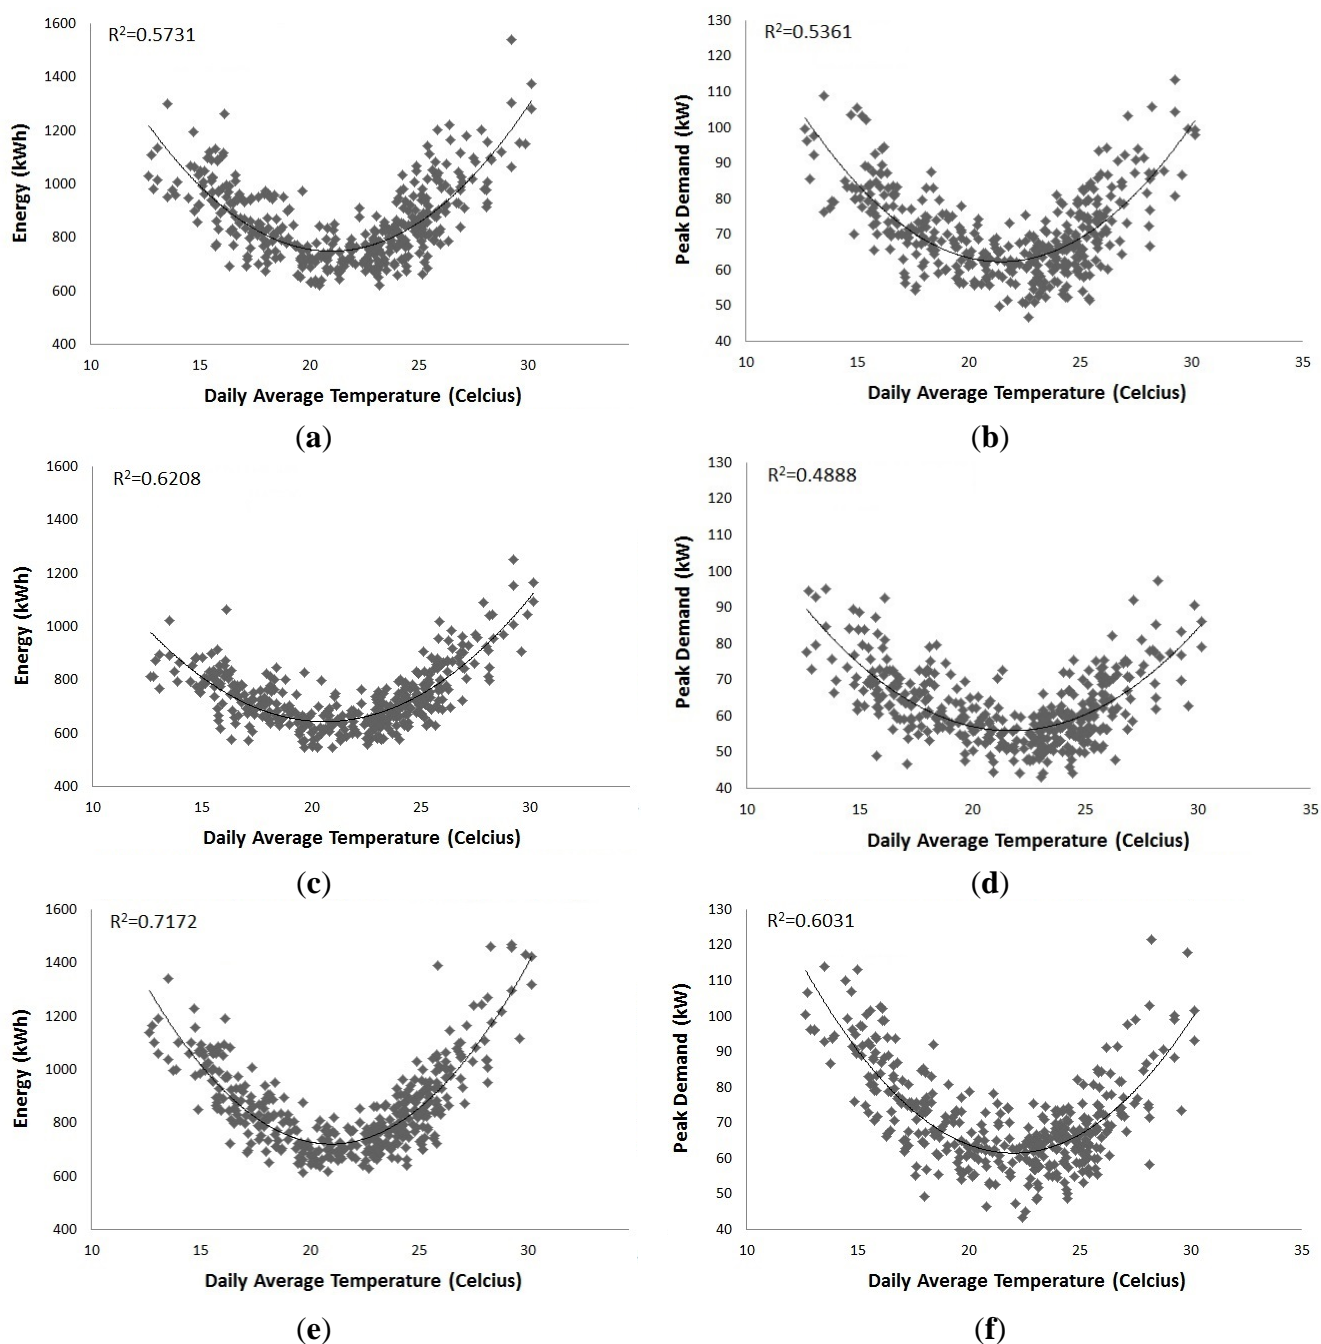 R²=0.5731
1600
1400
1200
1000
800
600
400
Energy (kWh)
10 15 20 25 30
Daily Average Temperature (Celcius)
(a)
R²=0.5361
130
120
110
100
90
80
70
60
50
40
Peak Demand (kW)
10 15 20 25 30 35
Daily Average Temperature (Celcius)
(b)
R²=0.6208
1600
1400
1200
1000
800
600
400
Energy (kWh)
10 15 20 25 30
Daily Average Temperature (Celcius)
(c)
R²=0.4888
130
120
110
100
90
80
70
60
50
40
Peak Demand (kW)
10 15 20 25 30 35
Daily Average Temperature (Celcius)
(d)
R²=0.7172
1600
1400
1200
1000
800
600
400
Energy (kWh)
10 15 20 25 30
Daily Average Temperature (Celcius)
(e)
R²=0.6031
130
120
110
100
90
80
70
60
50
40
Peak Demand (kW)
10 15 20 25 30 35
Daily Average Temperature (Celcius)
(f)